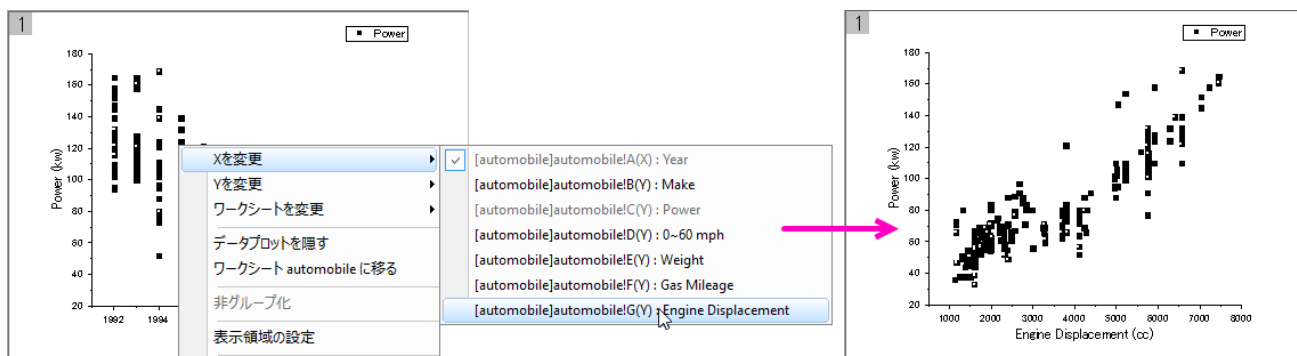 1
Power
180
160
140
120
100
80
60
40
20
Power (kw)
1992
1994
Xを変更
Yを変更
ワークシートを変更
データプロットを隠す
ワークシート automobile に移る
非グループ化
表示領域の設定
[automobile]automobile!A(X) : Year
[automobile]automobile!B(Y) : Make
[automobile]automobile!C(Y) : Power
[automobile]automobile!D(Y) : 0~60 mph
[automobile]automobile!E(Y) : Weight
[automobile]automobile!F(Y) : Gas Mileage
[automobile]automobile!G(Y) : Engine Displacement
1
Power
180
160
140
120
100
80
60
40
20
Power (kw)
1000 2000 3000 4000 5000 6000 7000 8000
Engine Displacement (cc)